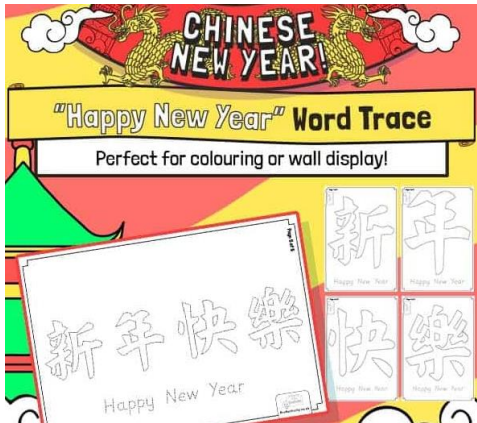 CHINESE
NEW YEAR!
"Happy New Year" Word Trace
Perfect for colouring or wall display!
新年快樂
Happy New Year
新
Happy New Year
年
Happy New Year
快
Happy New Year
樂
Happy New Year